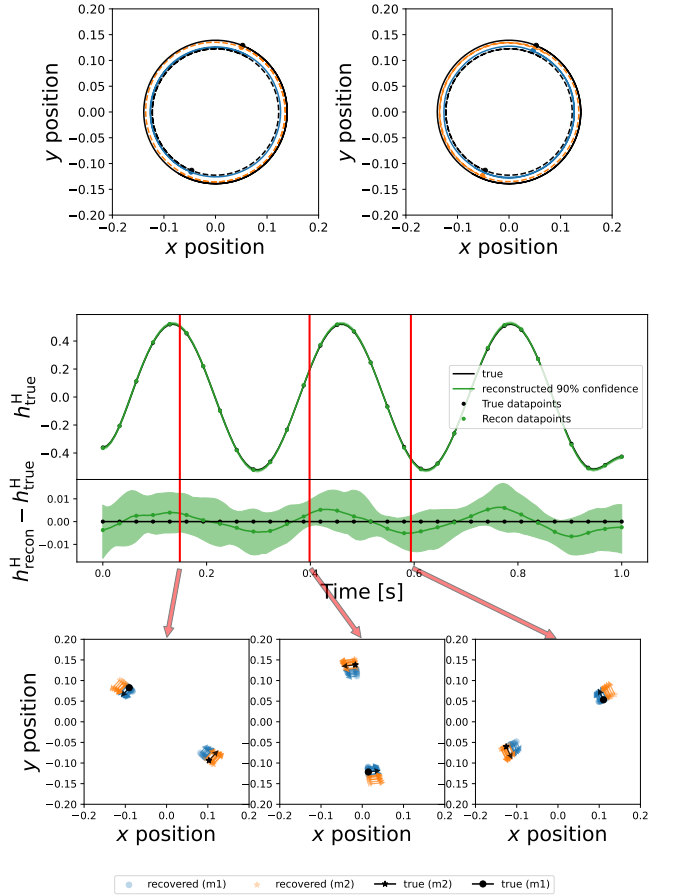 0.20
0.15
0.10
0.05
0.00
−0.05
−0.10
−0.15
−0.20
−0.2 −0.1 0.0 0.1 0.2
x position
y position
0.20
0.15
0.10
0.05
0.00
−0.05
−0.10
−0.15
−0.20
−0.2 −0.1 0.0 0.1 0.2
x position
y position
0.4
0.2
0.0
−0.2
−0.4
h^H_true
true
reconstructed 90% confidence
True datapoints
Recon datapoints
0.01
0.00
−0.01
h^H_recon − h^H_true
0.0 0.2 0.4 0.6 0.8 1.0
Time [s]
0.20
0.15
0.10
0.05
0.00
−0.05
−0.10
−0.15
−0.20
−0.2 −0.1 0.0 0.1 0.2
x position
y position
0.20
0.15
0.10
0.05
0.00
−0.05
−0.10
−0.15
−0.20
−0.2 −0.1 0.0 0.1 0.2
x position
0.20
0.15
0.10
0.05
0.00
−0.05
−0.10
−0.15
−0.20
−0.2 −0.1 0.0 0.1 0.2
x position
recovered (m1) recovered (m2) true (m2) true (m1)